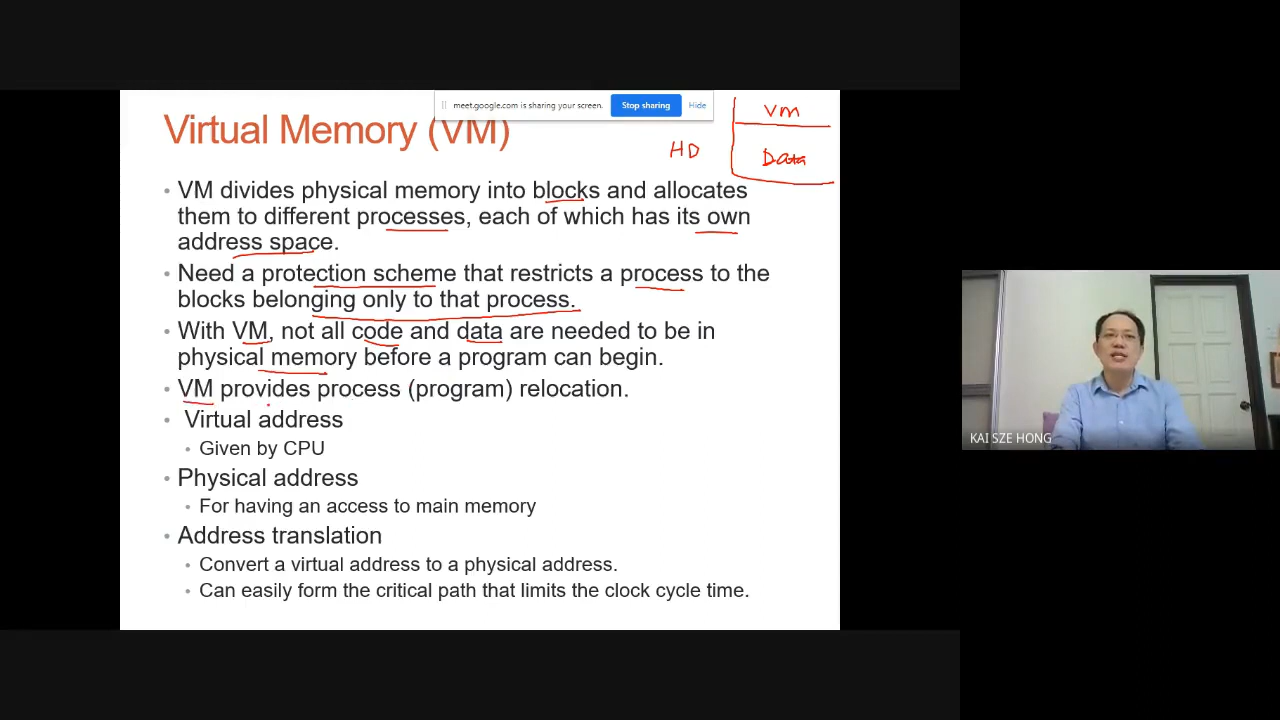 meet.google.com is sharing your screen. Stop sharing Hide
Virtual Memory (VM)
VM
HD
Data
• VM divides physical memory into blocks and allocates
them to different processes, each of which has its own
address space.
• Need a protection scheme that restricts a process to the
blocks belonging only to that process.
• With VM, not all code and data are needed to be in
physical memory before a program can begin.
• VM provides process (program) relocation.
• Virtual address
• Given by CPU
• Physical address
• For having an access to main memory
• Address translation
• Convert a virtual address to a physical address.
• Can easily form the critical path that limits the clock cycle time.
KAI SZE HONG